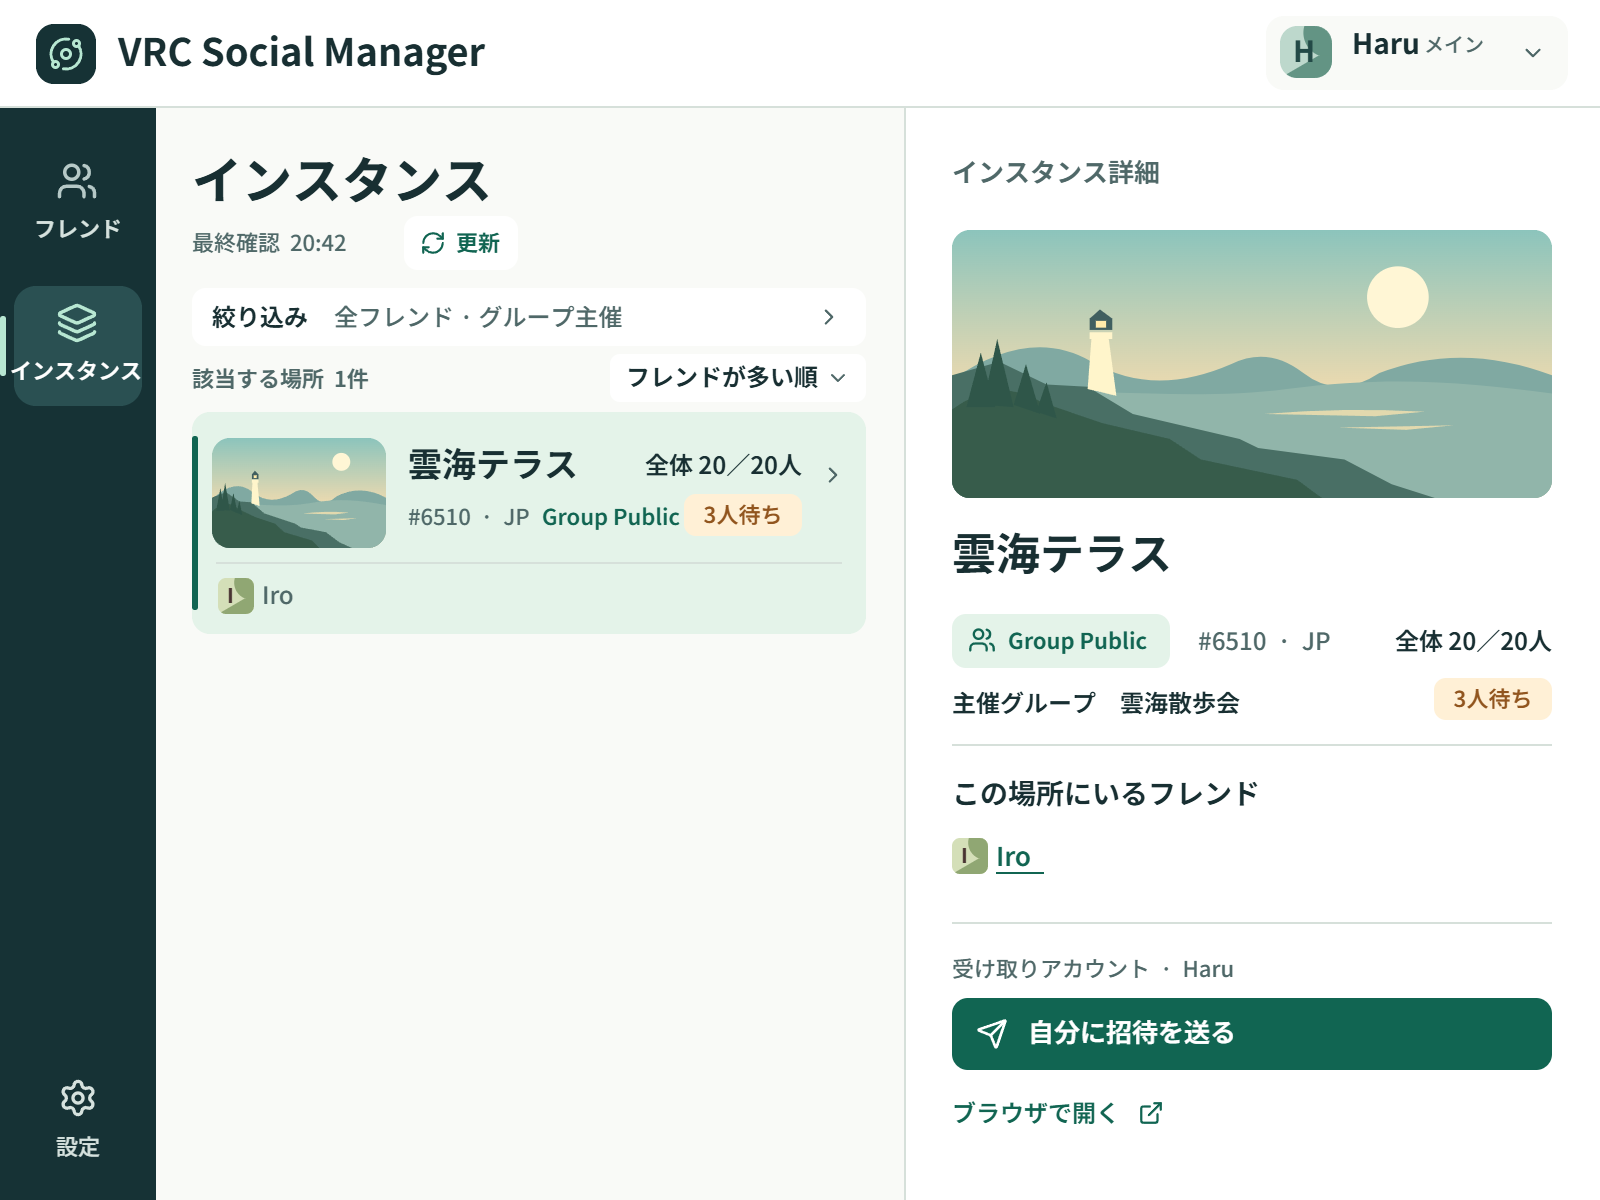 VRC Social Manager
H Haru メイン
フレンド
インスタンス
設定
インスタンス
最終確認 20:42 更新
絞り込み 全フレンド · グループ主催
該当する場所 1件 フレンドが多い順
雲海テラス 全体 20／20人
#6510 · JP Group Public 3人待ち
I Iro
インスタンス詳細
雲海テラス
Group Public #6510 · JP 全体 20／20人
主催グループ 雲海散歩会 3人待ち
この場所にいるフレンド
I Iro
受け取りアカウント · Haru
自分に招待を送る
ブラウザで開く